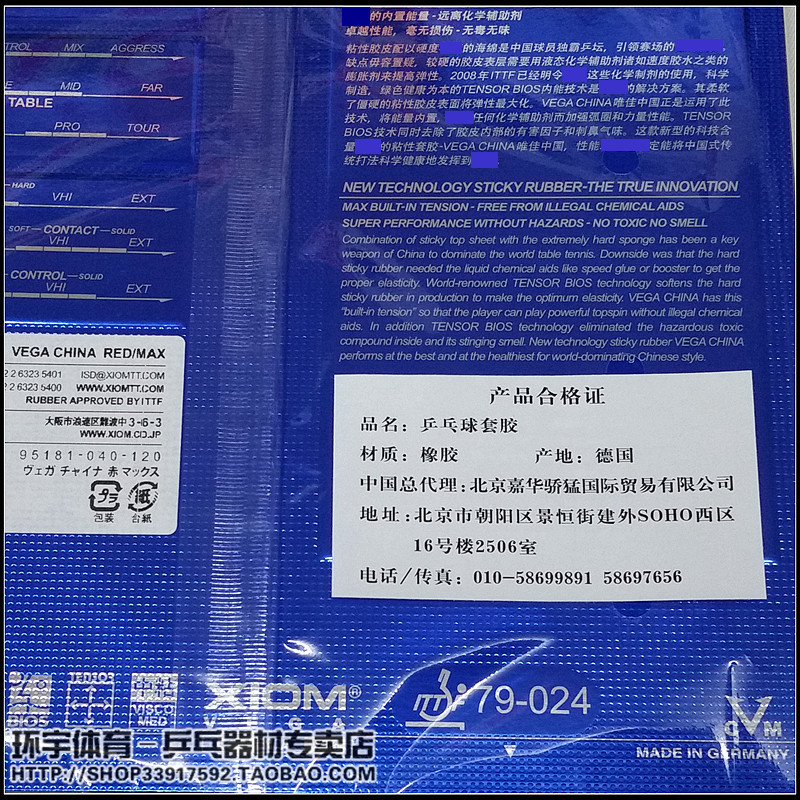 的内置能量 - 远离化学辅助剂
卓越性能，毫无损伤 - 无毒无味
粘性胶皮配以硬度 的海绵是中国球员独霸乒坛，引领赛场的
缺点毋容置疑，较硬的胶皮表层需要用液态化学辅助剂诸如速度胶水之类的
膨胀剂来提高弹性。2008年ITTF已经明令 这些化学制剂的使用，科学
制造，绿色健康为本的TENSOR BIOS内能技术是 的解决方案。其柔软
了僵硬的粘性胶皮表面将弹性最大化。VEGA CHINA唯佳中国正是运用了此
技术，将能量内置， 任何化学辅助剂而加强弧圈和力量性能。TENSOR
BIOS技术同时去除了胶皮内部的有害因子和刺鼻气味。这款新型的科技含
量 的粘性套胶-VEGA CHINA唯佳中国，性能 定能将中国式传
统打法科学健康地发挥到
NEW TECHNOLOGY STICKY RUBBER-THE TRUE INNOVATION
MAX BUILT-IN TENSION - FREE FROM ILLEGAL CHEMICAL AIDS
SUPER PERFORMANCE WITHOUT HAZARDS - NO TOXIC NO SMELL
Combination of sticky top sheet with the extremely hard sponge has been a key
weapon of China to dominate the world table tennis. Downside was that the hard
sticky rubber needed the liquid chemical aids like speed glue or booster to get the
proper elasticity. World-renowned TENSOR BIOS technology softens the hard
sticky rubber in production to make the optimum elasticity. VEGA CHINA has this
"built-in tension" so that the player can play powerful topspin without illegal chemical
aids. In addition TENSOR BIOS technology eliminated the hazardous toxic
compound inside and its stinging smell. New technology sticky rubber VEGA CHINA
performs at the best and at the healthiest for world-dominating Chinese style.
TROL MIX AGGRESS
E MID FAR
TABLE
PRO TOUR
HARD
VHI EXT
SOFT - CONTACT - SOLID
VHI EXT
CONTROL - SOLID
VHI EXT
VEGA CHINA RED/MAX
2 2 6323 5401 ISD@XIOMTT.COM
2 2 6323 5400 WWW.XIOMTT.COM
RUBBER APPROVED BY ITTF
大阪市浪速区難波中3-6-3
WWW.XIOM.CO.JP
95181-040-120
ヴェガ チャイナ 赤 マックス
プラ 紙
包装 台紙
产品合格证
品名：乒乓球套胶
材质：橡胶 产地：德国
中国总代理：北京嘉华骄猛国际贸易有限公司
地址：北京市朝阳区景恒街建外SOHO西区
16号楼2506室
电话/传真：010-58699891 58697656
BIOS
TENSOR
VISCO
MED
XIOM®
VEGA
79-024
QVM
MADE IN GERMANY
环宇体育－乒乓器材专卖店
HTTP://SHOP33917592.TAOBAO.COM